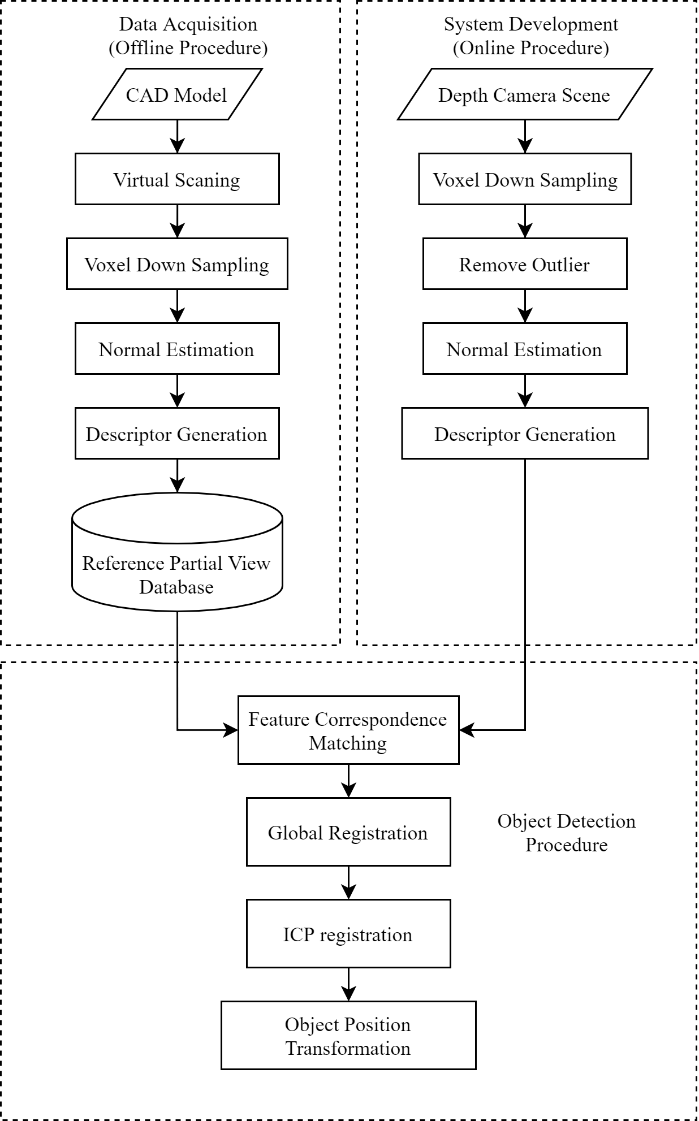 Data Acquisition
(Offline Procedure)
CAD Model
Virtual Scaning
Voxel Down Sampling
Normal Estimation
Descriptor Generation
Reference Partial View
Database
System Development
(Online Procedure)
Depth Camera Scene
Voxel Down Sampling
Remove Outlier
Normal Estimation
Descriptor Generation
Feature Correspondence
Matching
Global Registration
ICP registration
Object Position
Transformation
Object Detection
Procedure